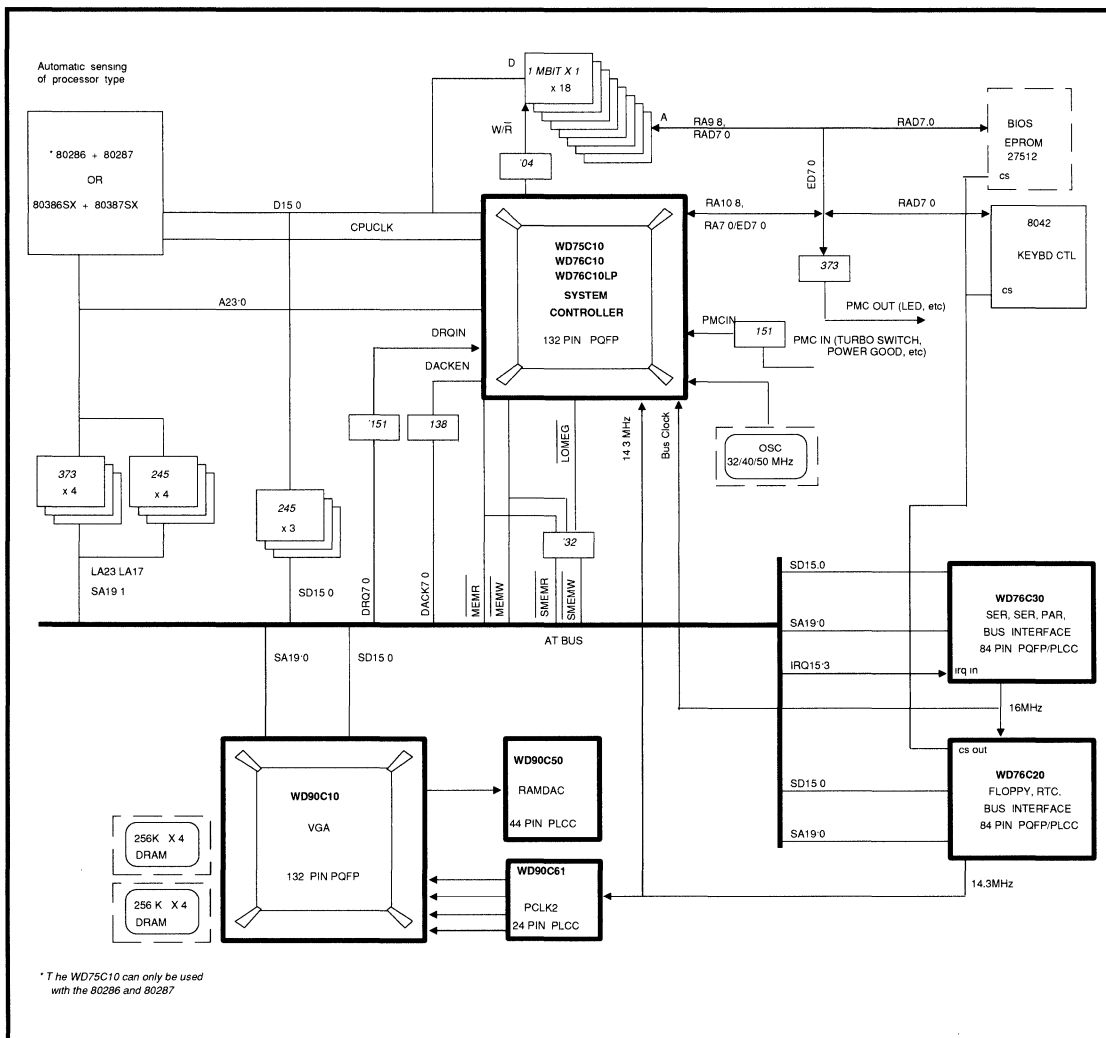 Automatic sensing
of processor type
* 80286 + 80287
OR
80386SX + 80387SX
D
1 MBIT X 1
x 18
A
W/R
'04
RA9 8,
RAD7 0
RAD7.0
BIOS
EPROM
27512
cs
ED7 0
D15 0
CPUCLK
RA10 8,
RA7 0/ED7 0
RAD7 0
8042
KEYBD CTL
cs
WD75C10
WD76C10
WD76C10LP
SYSTEM
CONTROLLER
132 PIN PQFP
373
PMC OUT (LED, etc)
A23·0
DRQIN
DACKEN
PMCIN
151
PMC IN (TURBO SWITCH,
POWER GOOD, etc)
'151
138
LOMEG
14 3 MHz
Bus Clock
OSC
32/40/50 MHz
373
x 4
245
x 4
245
x 3
'32
LA23 LA17
SA19 1
SD15 0
DRQ7 0
DACK7 0
MEMR
MEMW
SMEMR
SMEMW
AT BUS
SD15.0
SA19·0
IRQ15·3
WD76C30
SER, SER, PAR,
BUS INTERFACE
84 PIN PQFP/PLCC
irq in
16MHz
SA19·0
SD15 0
cs out
WD76C20
FLOPPY, RTC.
BUS INTERFACE
84 PIN PQFP/PLCC
SD15 0
SA19·0
14.3MHz
WD90C10
VGA
132 PIN PQFP
WD90C50
RAMDAC
44 PIN PLCC
WD90C61
PCLK2
24 PIN PLCC
256K X 4
DRAM
256 K X 4
DRAM
* T he WD75C10 can only be used
with the 80286 and 80287